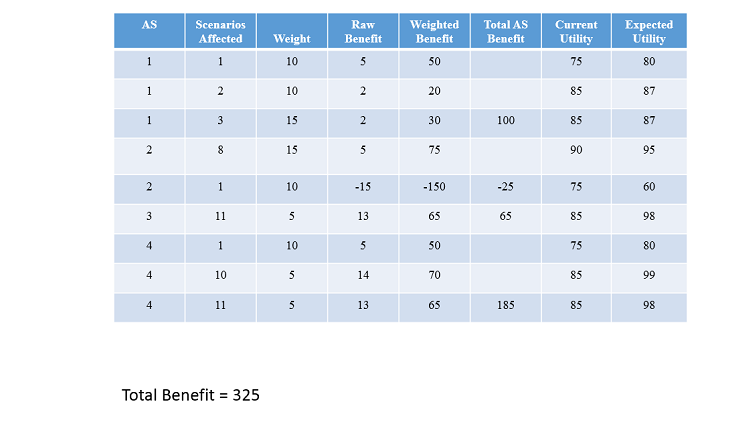 AS Scenarios Affected Weight Raw Benefit Weighted Benefit Total AS Benefit Current Utility Expected Utility
1 1 10 5 50 75 80
1 2 10 2 20 85 87
1 3 15 2 30 100 85 87
2 8 15 5 75 90 95
2 1 10 -15 -150 -25 75 60
3 11 5 13 65 65 85 98
4 1 10 5 50 75 80
4 10 5 14 70 85 99
4 11 5 13 65 185 85 98
Total Benefit = 325